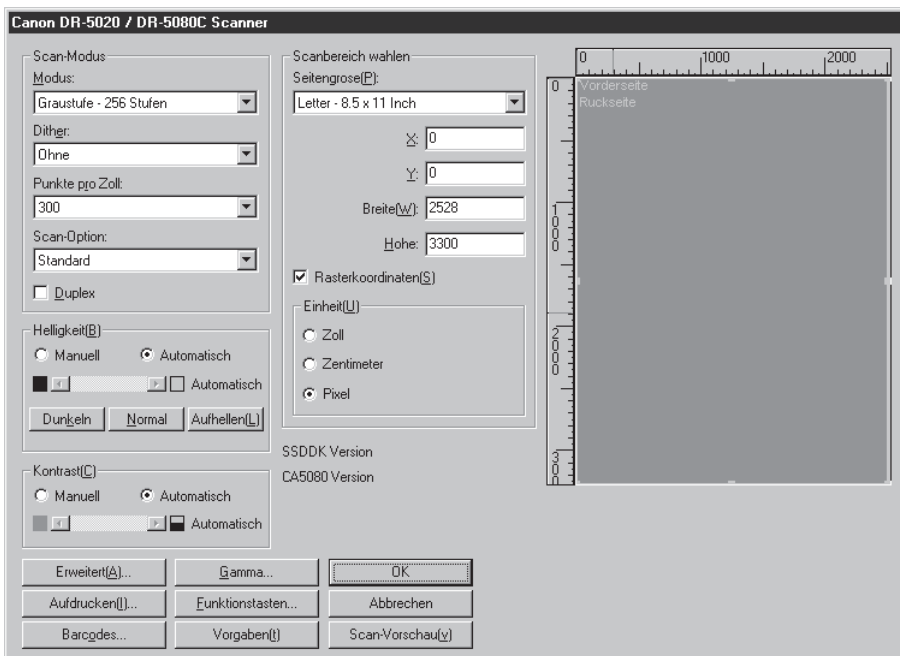 Canon DR-5020 / DR-5080C Scanner
Scan-Modus
Modus:
Graustufe - 256 Stufen
Dither:
Ohne
Punkte pro Zoll:
300
Scan-Option:
Standard
Duplex
Helligkeit(B)
Manuell Automatisch
Automatisch
Dunkeln Normal Aufhellen(L)
Kontrast(C)
Manuell Automatisch
Automatisch
Scanbereich wahlen
Seitengrose(P):
Letter - 8.5 x 11 Inch
X: 0
Y: 0
Breite(W): 2528
Hohe: 3300
Rasterkoordinaten(S)
Einheit(U)
Zoll
Zentimeter
Pixel
SSDDK Version
CA5080 Version
0 1000 2000
0
1000
2000
30
Vorderseite
Ruckseite
Erweitert(A)... Gamma... OK
Aufdrucken(I)... Funktionstasten... Abbrechen
Barcodes... Vorgaben(t) Scan-Vorschau(v)